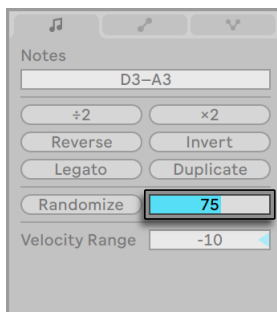 Notes
D3–A3
÷2 ×2
Reverse Invert
Legato Duplicate
Randomize 75
Velocity Range -10